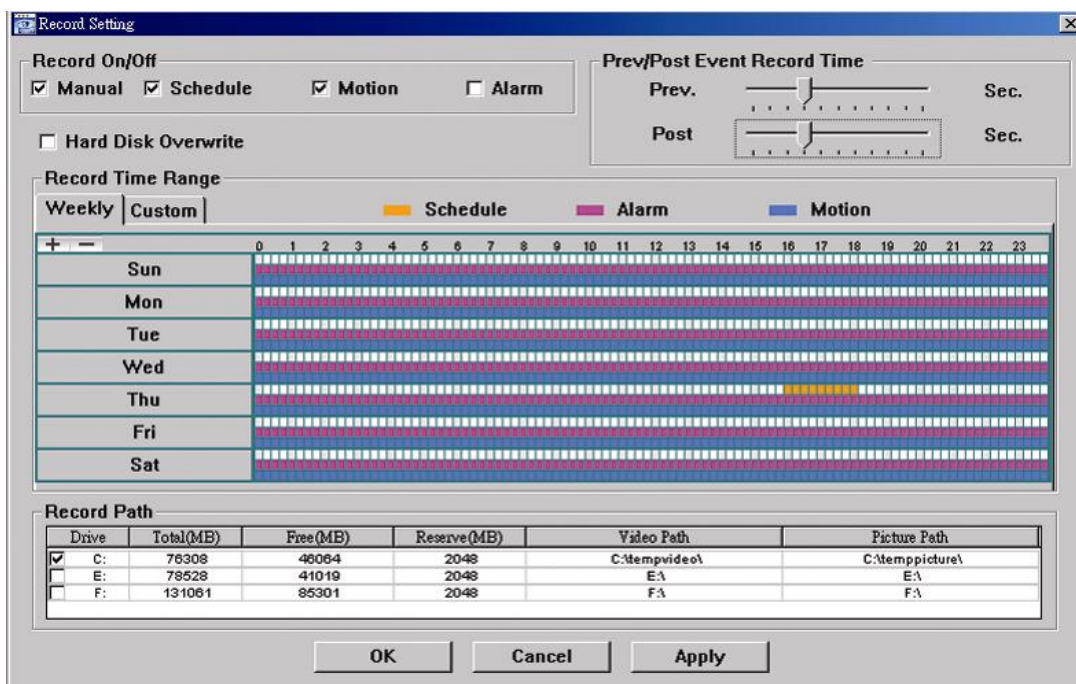 Record Setting
Record On/Off
Manual Schedule Motion Alarm
Prev/Post Event Record Time
Prev. Sec.
Post Sec.
Hard Disk Overwrite
Record Time Range
Weekly Custom Schedule Alarm Motion
+ − 0 1 2 3 4 5 6 7 8 9 10 11 12 13 14 15 16 17 18 19 20 21 22 23
Sun
Mon
Tue
Wed
Thu
Fri
Sat
Record Path
Drive Total(MB) Free(MB) Reserve(MB) Video Path Picture Path
C: 76308 46064 2048 C:\tempvideo\ C:\temppicture\
E: 78528 41019 2048 E:\ E:\
F: 131061 85301 2048 F:\ F:\
OK Cancel Apply